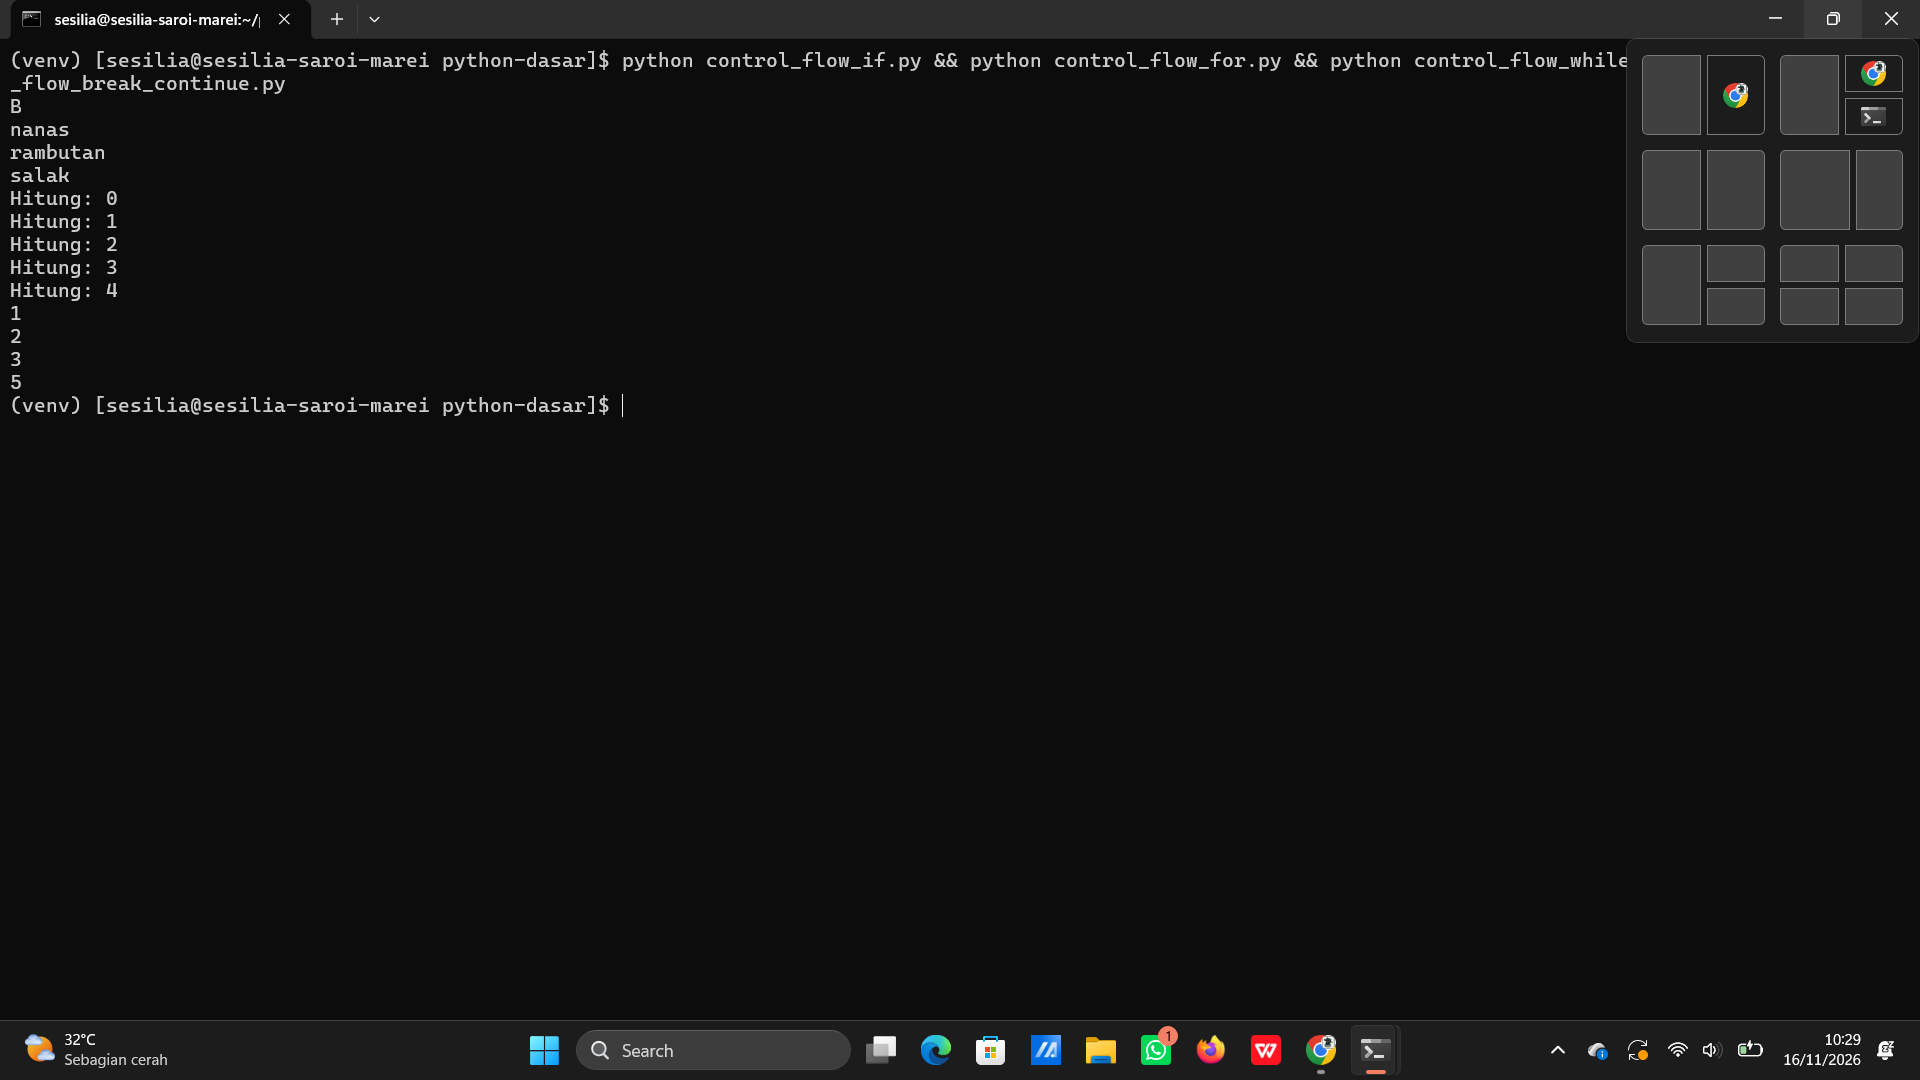 sesilia@sesilia-saroi-marei:~/
(venv) [sesilia@sesilia-saroi-marei python-dasar]$ python control_flow_if.py && python control_flow_for.py && python control_flow_while
_flow_break_continue.py
B
nanas
rambutan
salak
Hitung: 0
Hitung: 1
Hitung: 2
Hitung: 3
Hitung: 4
1
2
3
5
(venv) [sesilia@sesilia-saroi-marei python-dasar]$
32°C
Sebagian cerah
Search
1
10:29
16/11/2026